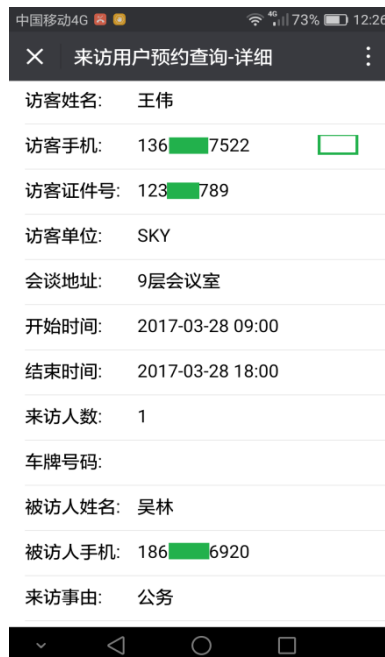 中国移动4G 46 73% 12:26
来访用户预约查询-详细
访客姓名: 王伟
访客手机: 136 7522
访客证件号: 123 789
访客单位: SKY
会谈地址: 9层会议室
开始时间: 2017-03-28 09:00
结束时间: 2017-03-28 18:00
来访人数: 1
车牌号码:
被访人姓名: 吴林
被访人手机: 186 6920
来访事由: 公务